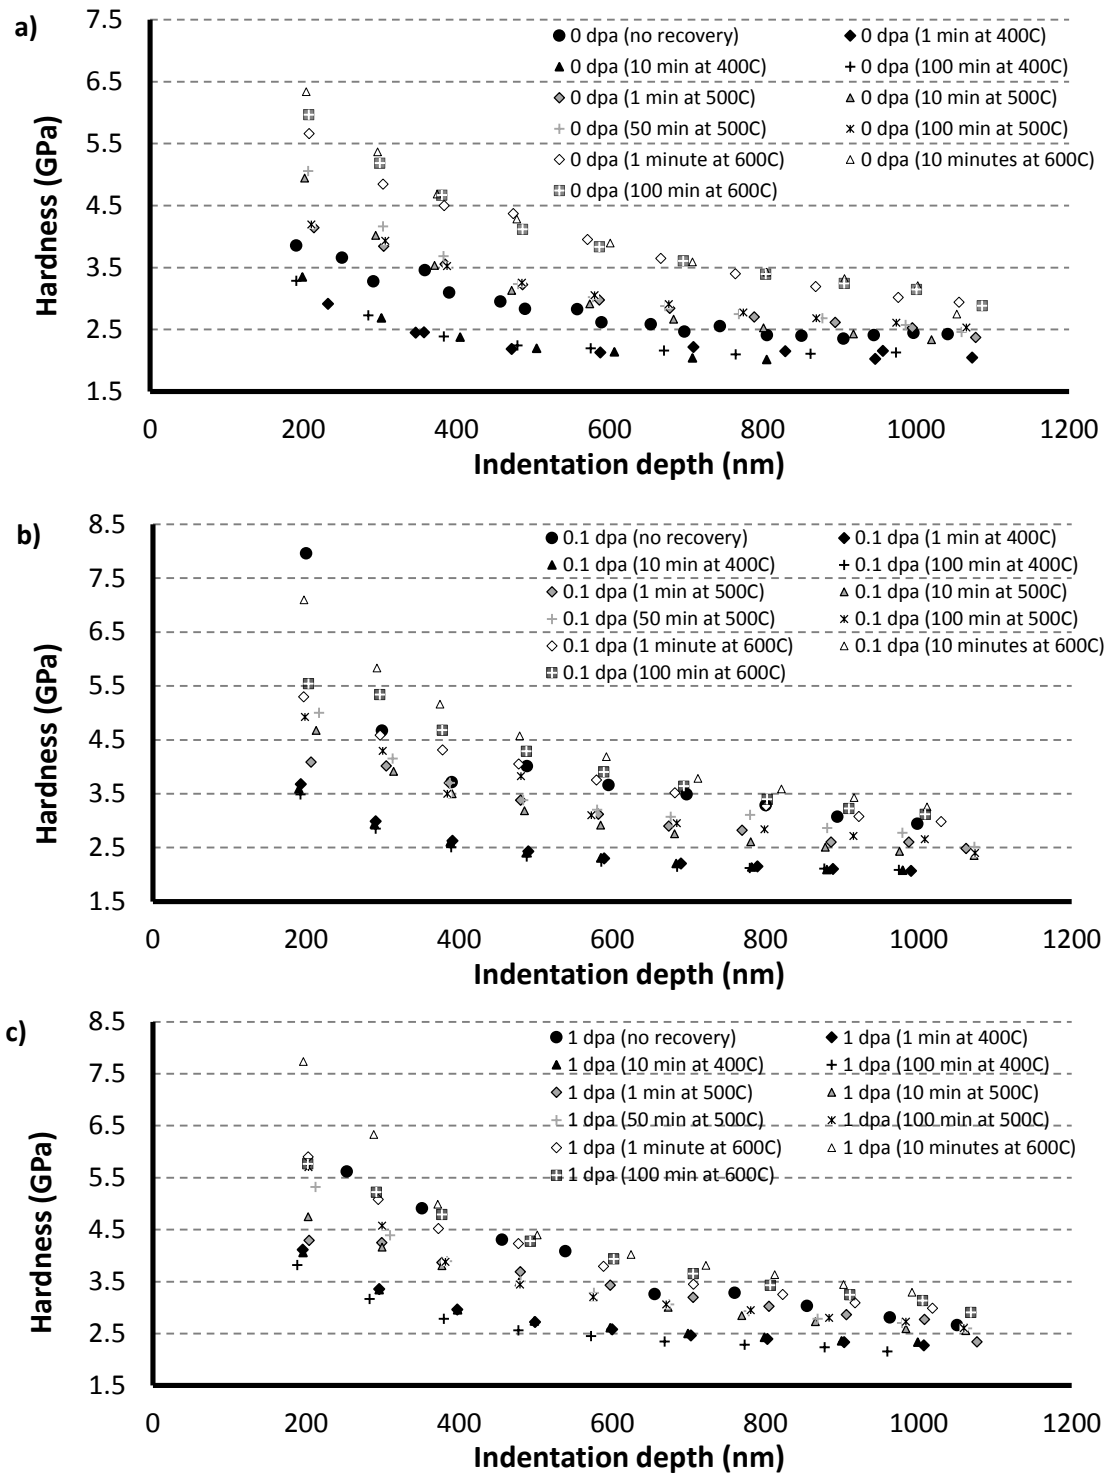 a)
7.5
6.5
5.5
4.5
3.5
2.5
1.5
Hardness (GPa)
0 dpa (no recovery) 0 dpa (1 min at 400C)
0 dpa (10 min at 400C) 0 dpa (100 min at 400C)
0 dpa (1 min at 500C) 0 dpa (10 min at 500C)
0 dpa (50 min at 500C) 0 dpa (100 min at 500C)
0 dpa (1 minute at 600C) 0 dpa (10 minutes at 600C)
0 dpa (100 min at 600C)
0 200 400 600 800 1000 1200
Indentation depth (nm)
b)
8.5
7.5
6.5
5.5
4.5
3.5
2.5
1.5
Hardness (GPa)
0.1 dpa (no recovery) 0.1 dpa (1 min at 400C)
0.1 dpa (10 min at 400C) 0.1 dpa (100 min at 400C)
0.1 dpa (1 min at 500C) 0.1 dpa (10 min at 500C)
0.1 dpa (50 min at 500C) 0.1 dpa (100 min at 500C)
0.1 dpa (1 minute at 600C) 0.1 dpa (10 minutes at 600C)
0.1 dpa (100 min at 600C)
0 200 400 600 800 1000 1200
Indentation depth (nm)
c)
8.5
7.5
6.5
5.5
4.5
3.5
2.5
1.5
Hardness (GPa)
1 dpa (no recovery) 1 dpa (1 min at 400C)
1 dpa (10 min at 400C) 1 dpa (100 min at 400C)
1 dpa (1 min at 500C) 1 dpa (10 min at 500C)
1 dpa (50 min at 500C) 1 dpa (100 min at 500C)
1 dpa (1 minute at 600C) 1 dpa (10 minutes at 600C)
1 dpa (100 min at 600C)
0 200 400 600 800 1000 1200
Indentation depth (nm)